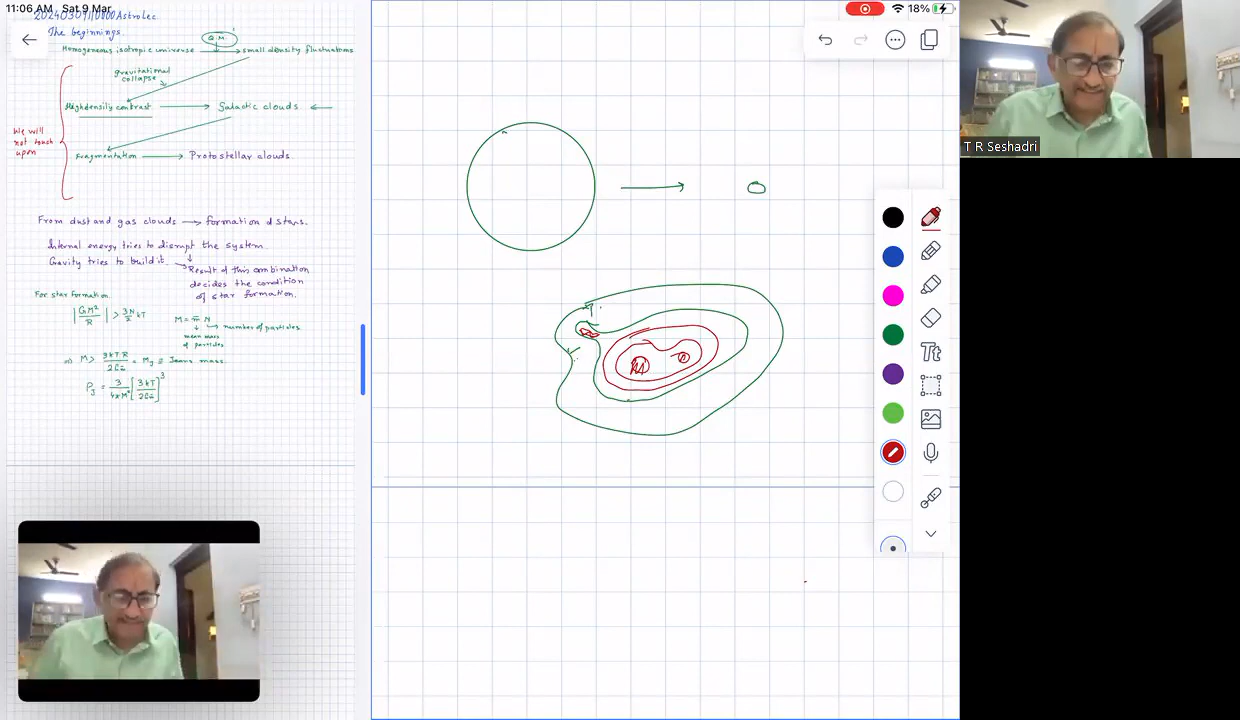 11:06 AM Sat 9 Mar
18%
20240309110800AstroLec
The beginnings
Q.M.
Homogeneous isotropic universe → small density fluctuations
gravitational
collapse
High density contrast → Galactic clouds ←
We will
not touch
upon
Fragmentation → Protostellar clouds.
From dust and gas clouds → formation of stars.
Internal energy tries to disrupt the system.
Gravity tries to build it.
Result of this combination
decides the condition
of star formation.
For star formation.
|GM²/R| > 3N/2 kT
M = m̄ N
→ number of particles.
mean mass
of particles
⇒ M > 3kTR/2Gm̄ = M_J ≡ Jeans mass.
ρ_J = 3/4πM² [3kT/2Gm̄]³
Tt
T R Seshadri